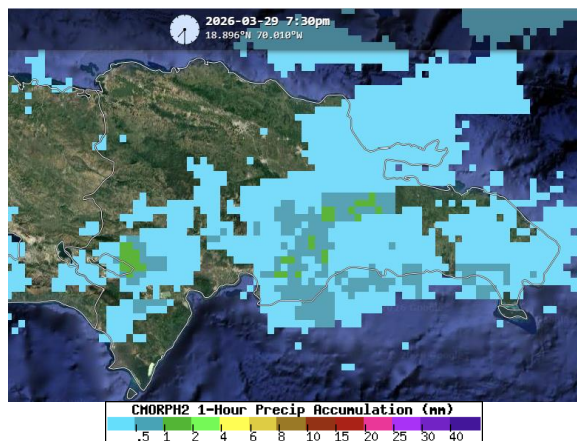 2026-03-29 7:30pm
18.896°N 70.010°W
CMORPH2 1-Hour Precip Accumulation (mm)
.5 1 2 4 6 8 10 15 20 25 30 40